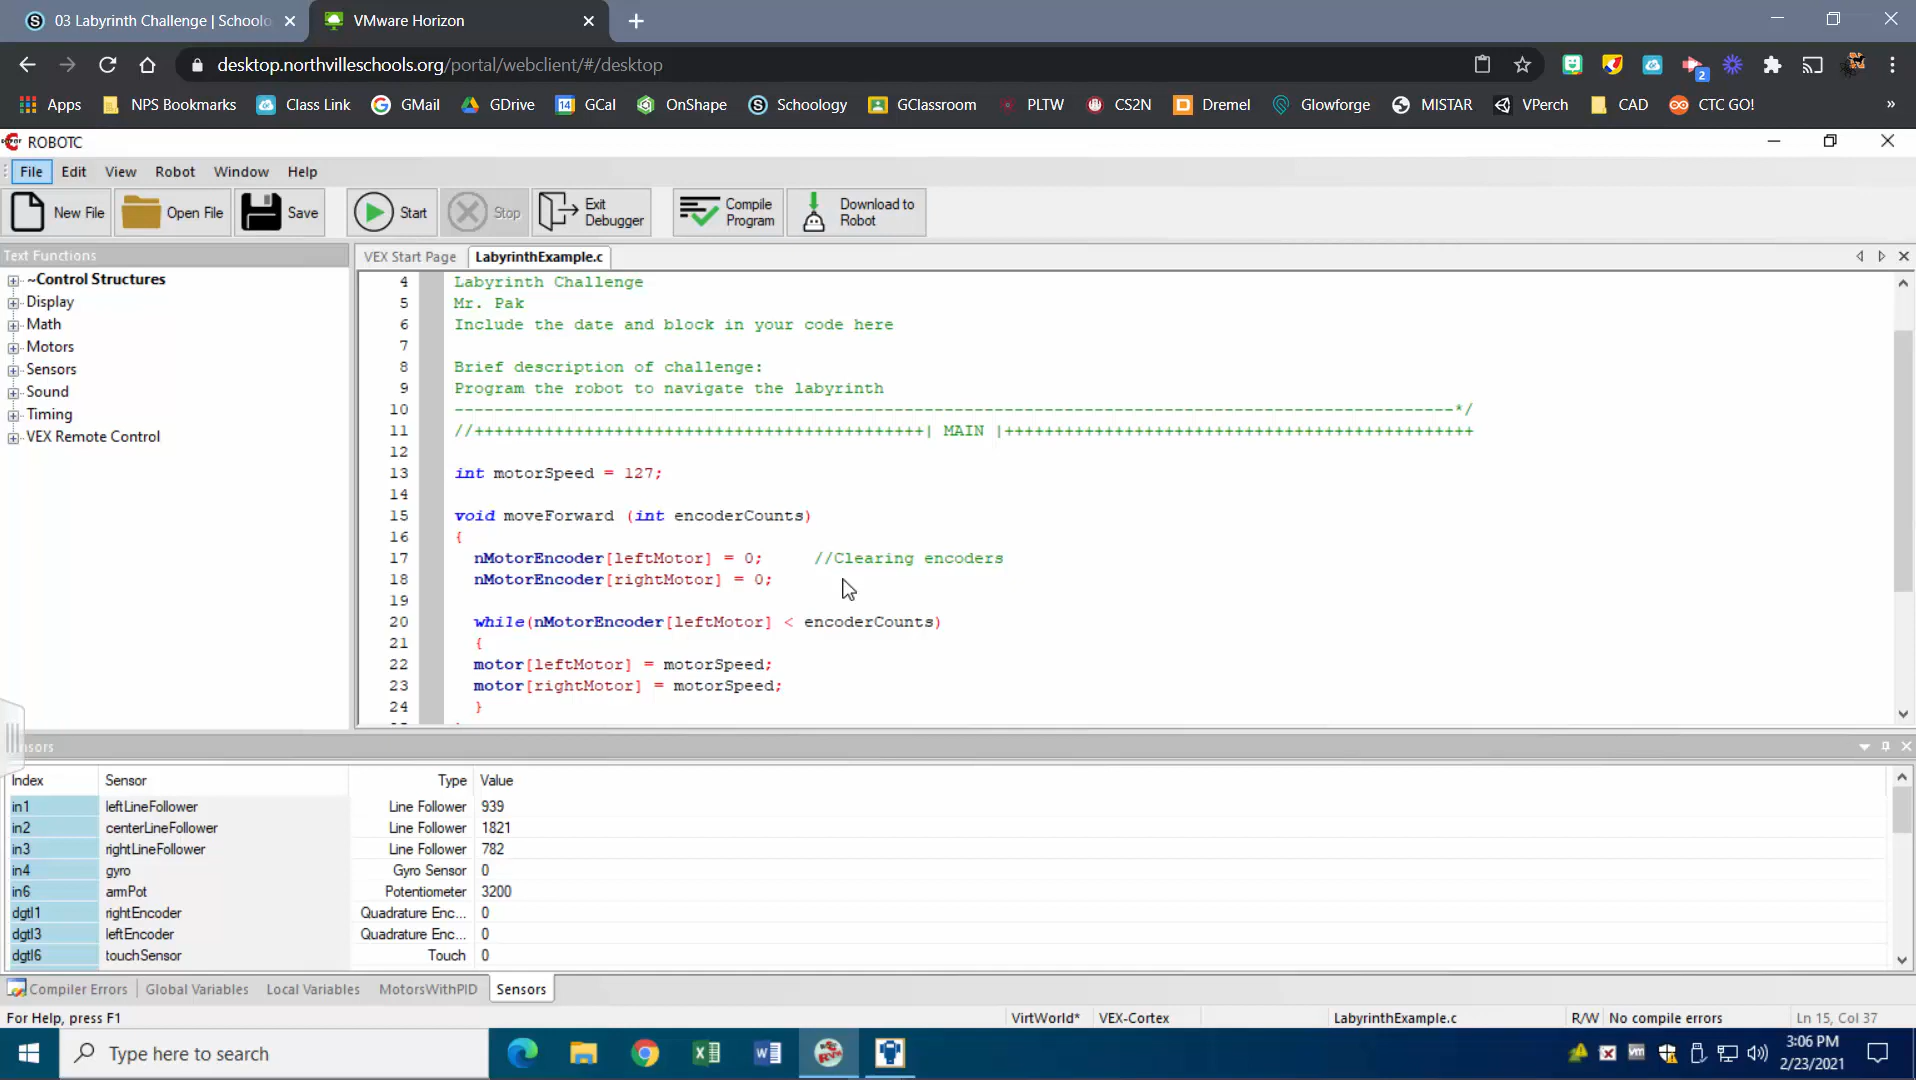 03 Labyrinth Challenge | Schoolo
VMware Horizon
desktop.northvilleschools.org/portal/webclient/#/desktop
2
Apps
NPS Bookmarks
Class Link
GMail
GDrive
14 GCal
OnShape
Schoology
GClassroom
PLTW
CS2N
Dremel
Glowforge
MISTAR
VPerch
CAD
CTC GO!
»
ROBOTC
File Edit View Robot Window Help
New File
Open File
Save
Start
Stop
Exit Debugger
Compile Program
Download to Robot
Text Functions
~Control Structures
Display
Math
Motors
Sensors
Sound
Timing
VEX Remote Control
VEX Start Page LabyrinthExample.c
4 Labyrinth Challenge
5 Mr. Pak
6 Include the date and block in your code here
7
8 Brief description of challenge:
9 Program the robot to navigate the labyrinth
10 ----------------------------------------------------------------------------------------------------*/
11 //+++++++++++++++++++++++++++++++++++++++++++++| MAIN |+++++++++++++++++++++++++++++++++++++++++++++++
12
13 int motorSpeed = 127;
14
15 void moveForward (int encoderCounts)
16 {
17 nMotorEncoder[leftMotor] = 0; //Clearing encoders
18 nMotorEncoder[rightMotor] = 0;
19
20 while(nMotorEncoder[leftMotor] < encoderCounts)
21 {
22 motor[leftMotor] = motorSpeed;
23 motor[rightMotor] = motorSpeed;
24 }
Index Sensor Type Value
in1 leftLineFollower Line Follower 939
in2 centerLineFollower Line Follower 1821
in3 rightLineFollower Line Follower 782
in4 gyro Gyro Sensor 0
in6 armPot Potentiometer 3200
dgtl1 rightEncoder Quadrature Enc... 0
dgtl3 leftEncoder Quadrature Enc... 0
dgtl6 touchSensor Touch 0
Compiler Errors Global Variables Local Variables MotorsWithPID Sensors
For Help, press F1
VirtWorld* VEX-Cortex LabyrinthExample.c R/W No compile errors Ln 15, Col 37
Type here to search
3:06 PM
2/23/2021